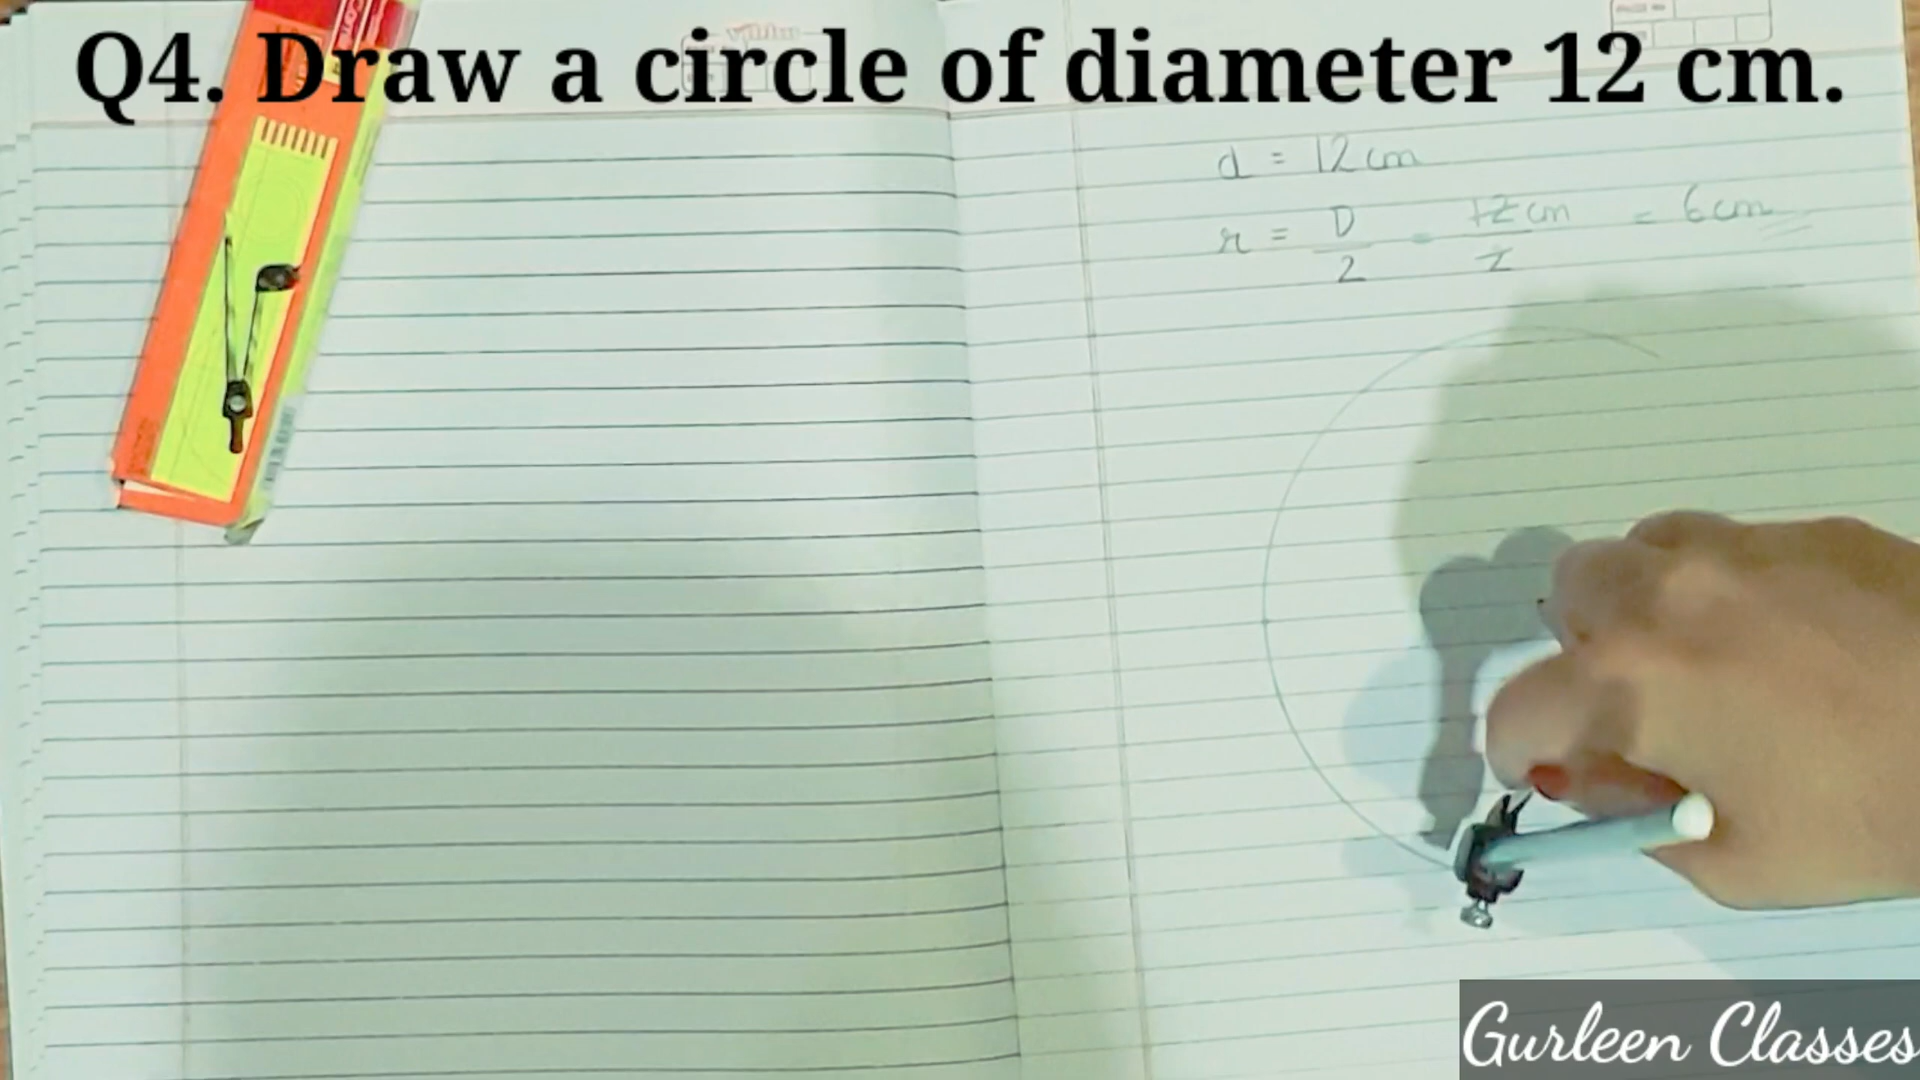 Q4. Draw a circle of diameter 12 cm.
d = 12 cm
r = D/2 = 12 cm/2 = 6 cm
Gurleen Classes